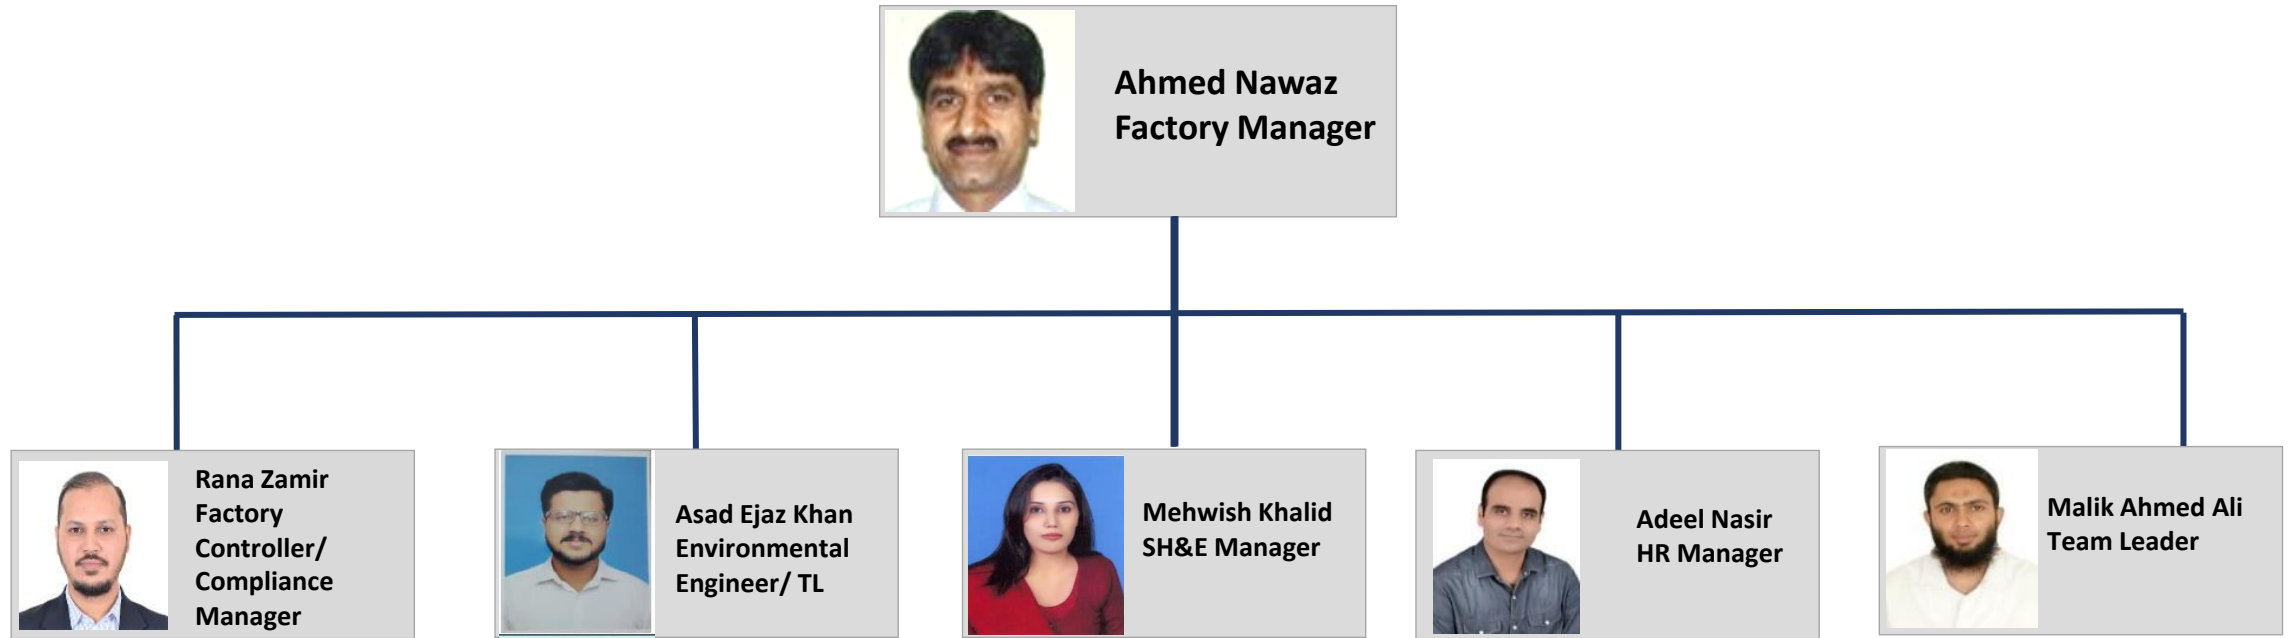 Ahmed Nawaz
Factory Manager
Rana Zamir
Factory
Controller/
Compliance
Manager
Asad Ejaz Khan
Environmental
Engineer/ TL
Mehwish Khalid
SH&E Manager
Adeel Nasir
HR Manager
Malik Ahmed Ali
Team Leader